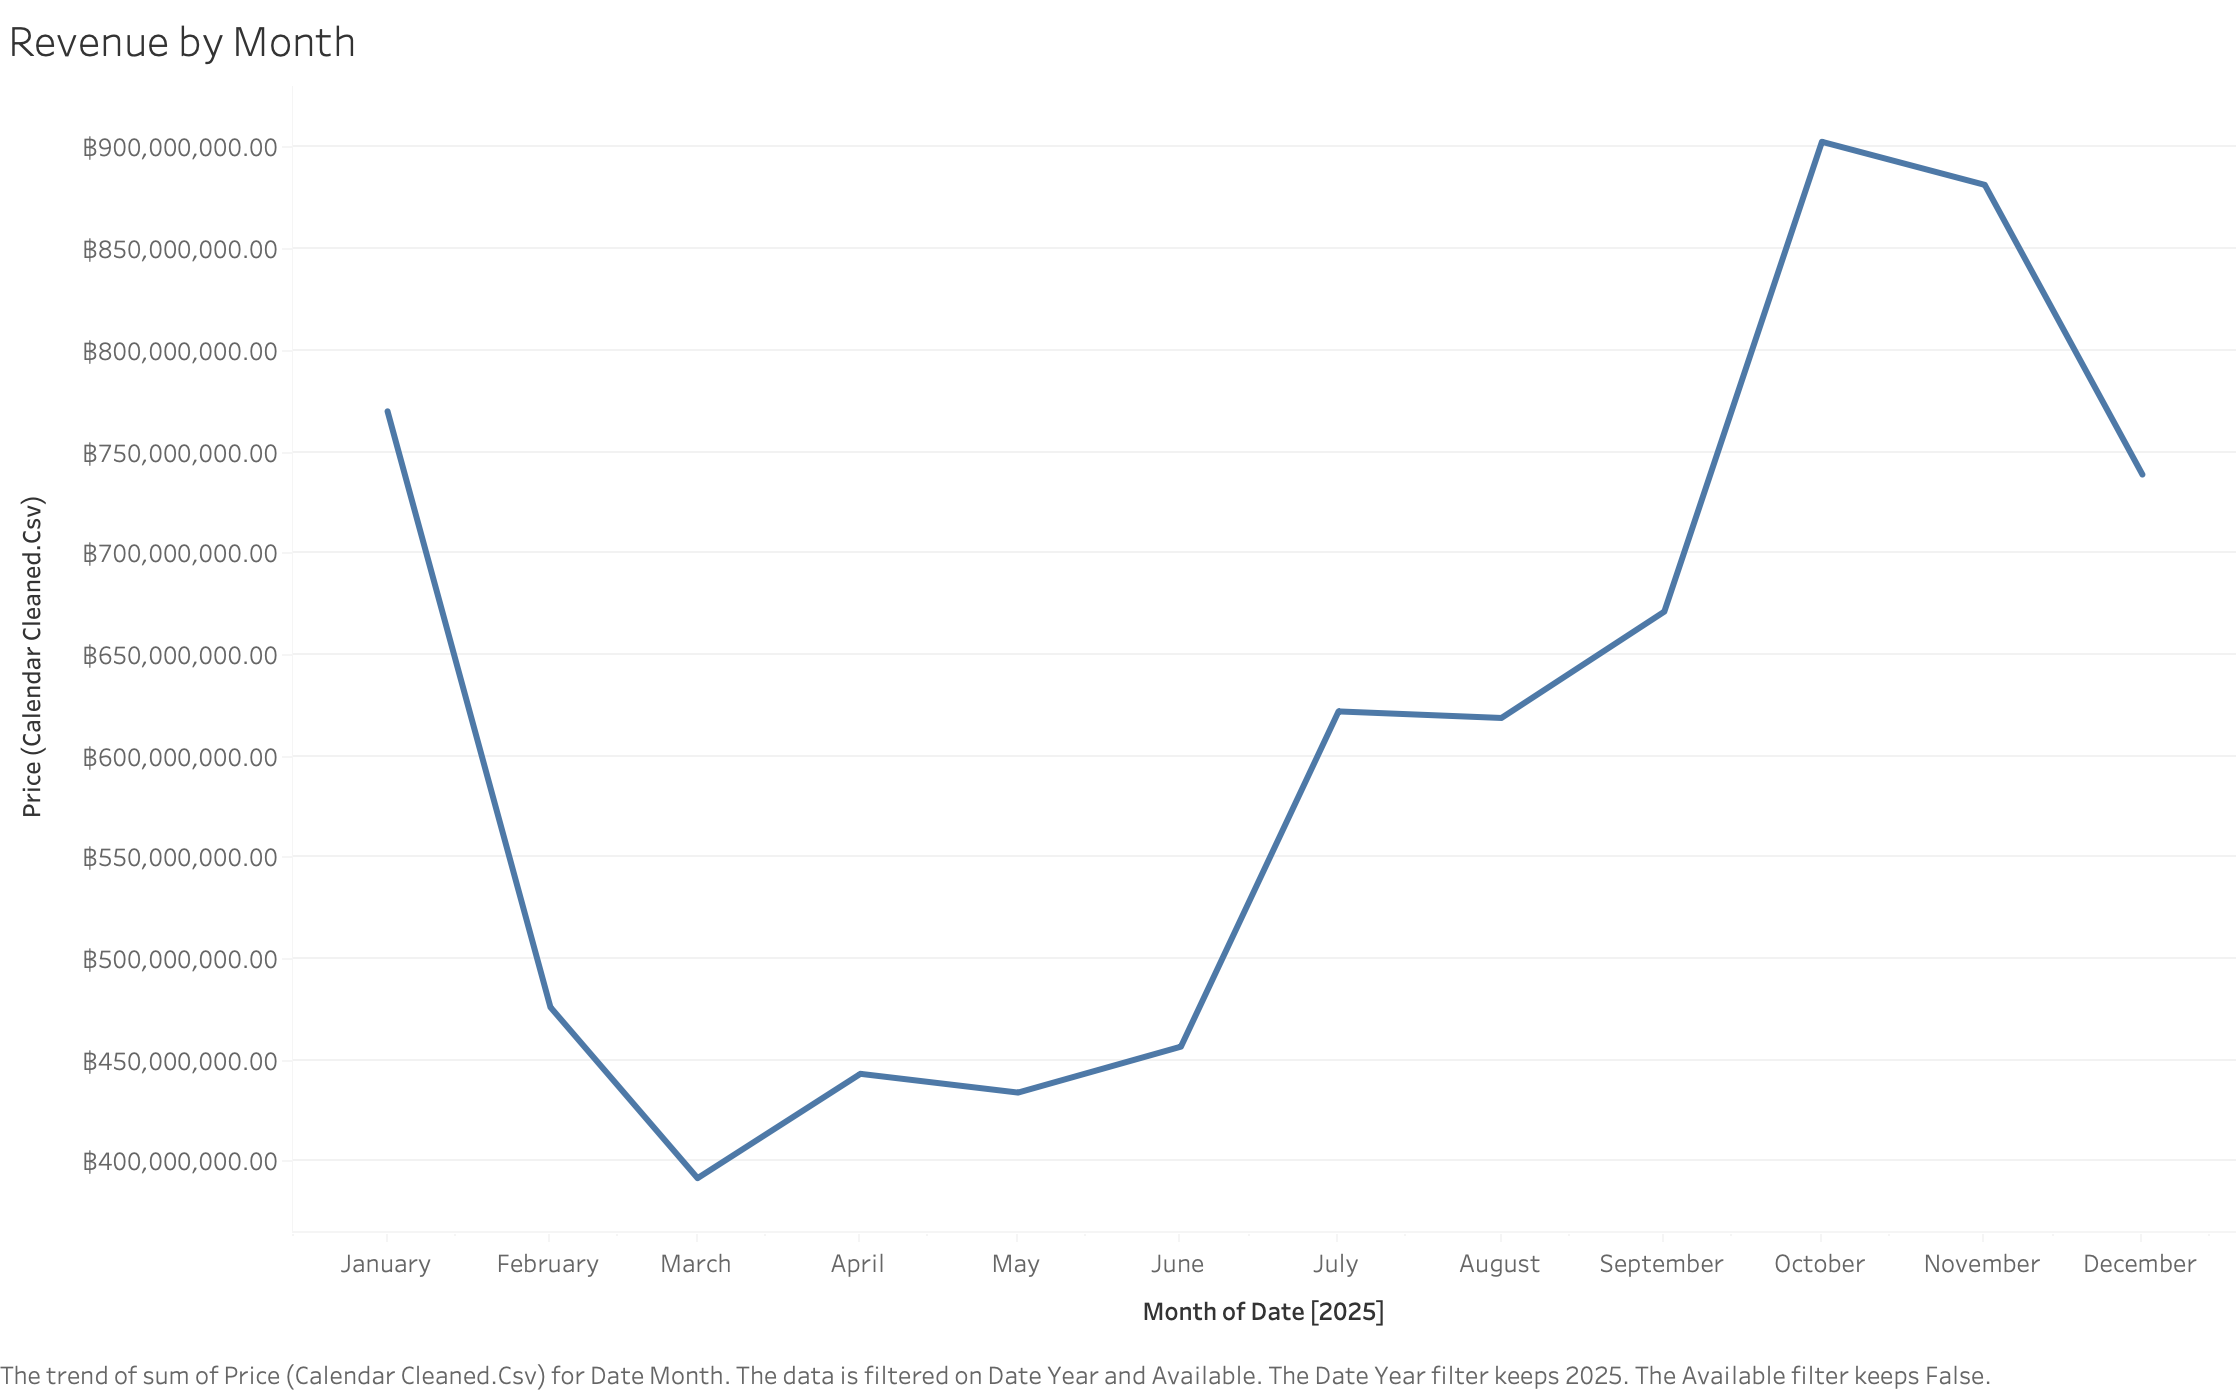 Revenue by Month
฿900,000,000.00
฿850,000,000.00
฿800,000,000.00
฿750,000,000.00
฿700,000,000.00
฿650,000,000.00
฿600,000,000.00
฿550,000,000.00
฿500,000,000.00
฿450,000,000.00
฿400,000,000.00
Price (Calendar Cleaned.Csv)
January February March April May June July August September October November December
Month of Date [2025]
The trend of sum of Price (Calendar Cleaned.Csv) for Date Month. The data is filtered on Date Year and Available. The Date Year filter keeps 2025. The Available filter keeps False.